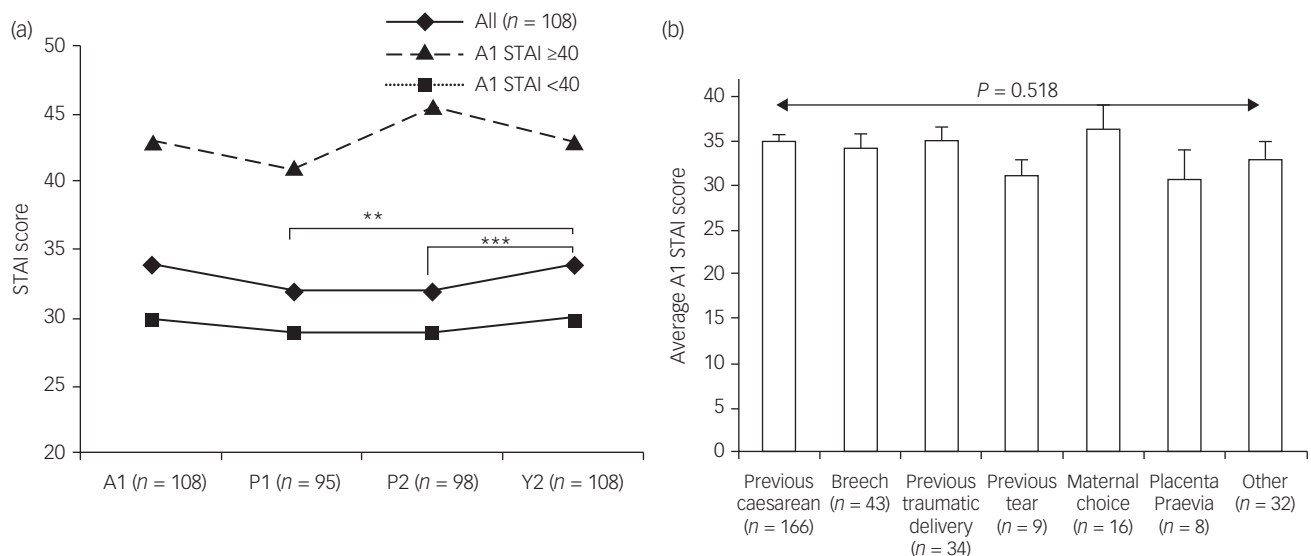 (a)
All (n = 108)
A1 STAI ≥40
A1 STAI <40
STAI score
50
45
40
35
30
25
20
**
***
A1 (n = 108)
P1 (n = 95)
P2 (n = 98)
Y2 (n = 108)
(b)
P = 0.518
Average A1 STAI score
40
35
30
25
20
15
10
5
0
Previous
caesarean
(n = 166)
Breech
(n = 43)
Previous
traumatic
delivery
(n = 34)
Previous
tear
(n = 9)
Maternal
choice
(n = 16)
Placenta
Praevia
(n = 8)
Other
(n = 32)